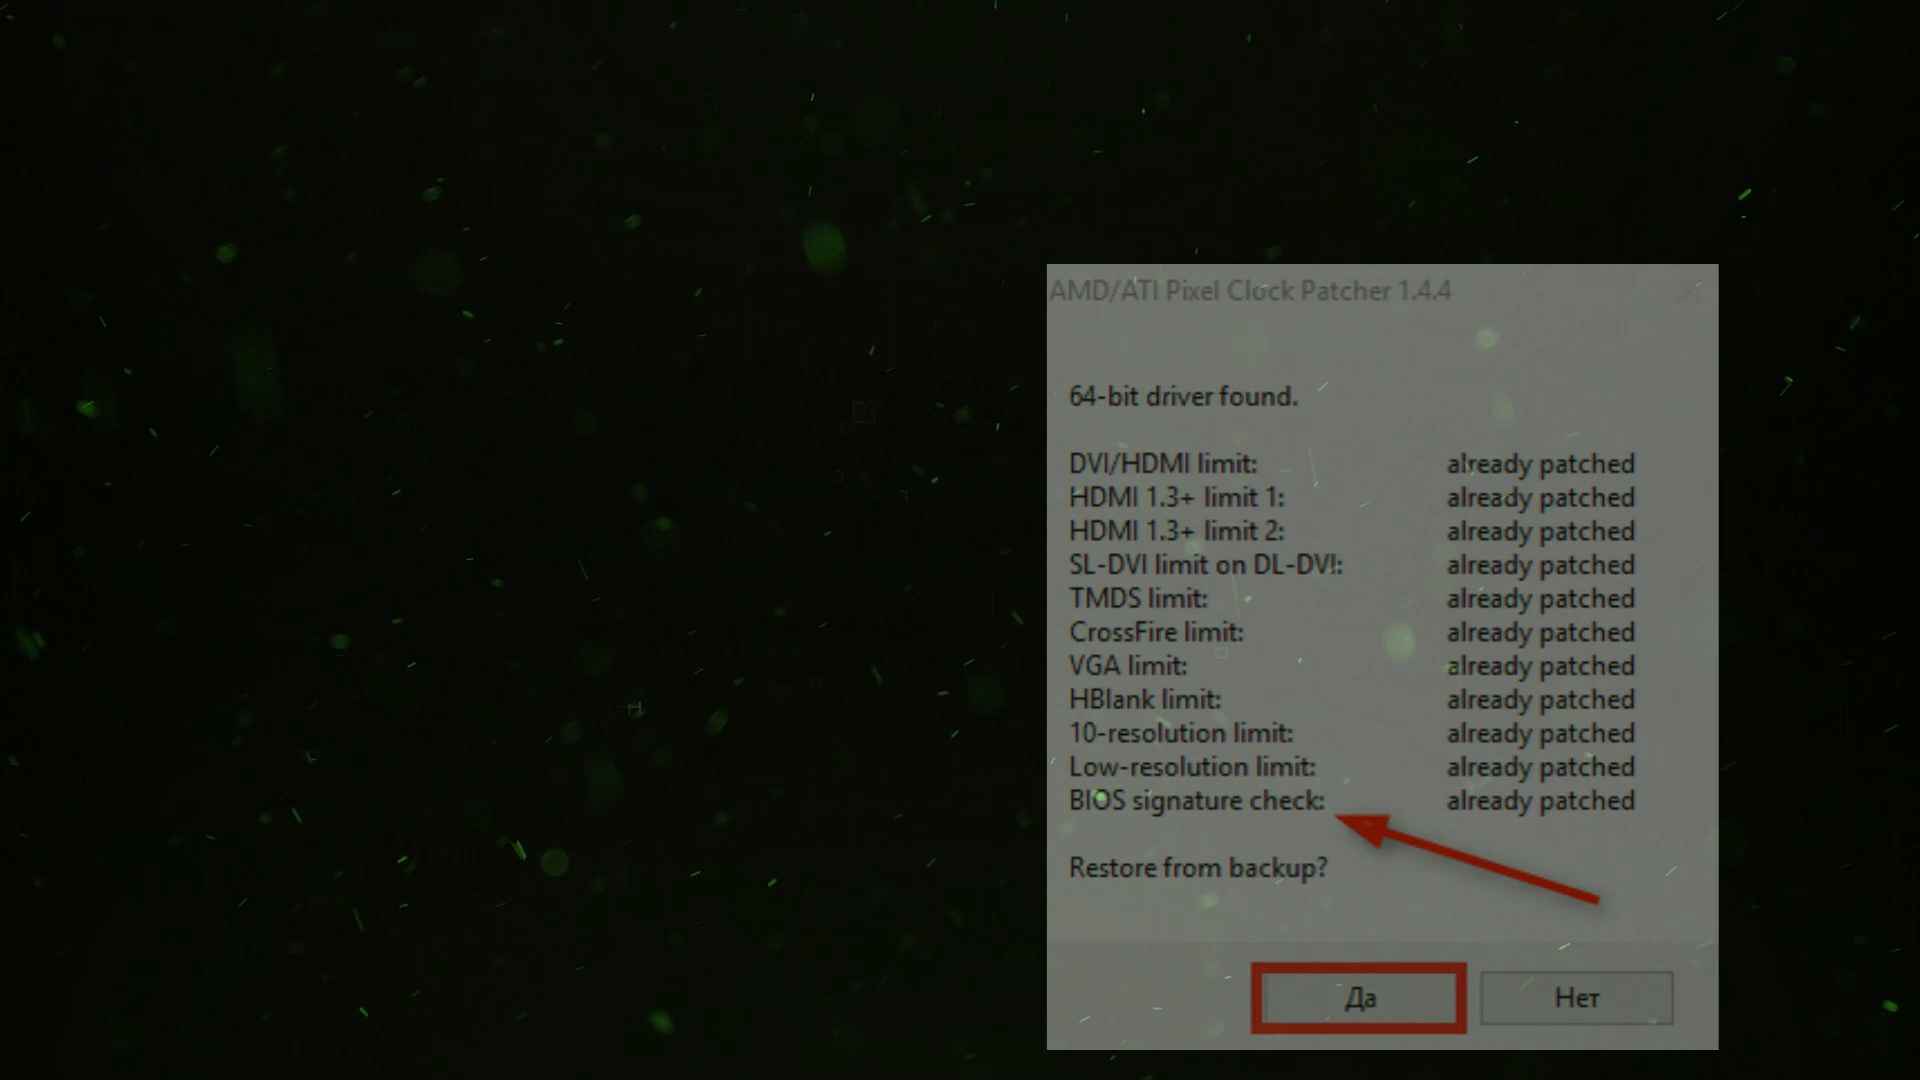 AMD/ATI Pixel Clock Patcher 1.4.4
64-bit driver found.
DVI/HDMI limit: already patched
HDMI 1.3+ limit 1: already patched
HDMI 1.3+ limit 2: already patched
SL-DVI limit on DL-DVI: already patched
TMDS limit: already patched
CrossFire limit: already patched
VGA limit: already patched
HBlank limit: already patched
10-resolution limit: already patched
Low-resolution limit: already patched
BIOS signature check: already patched
Restore from backup?
Да Нет